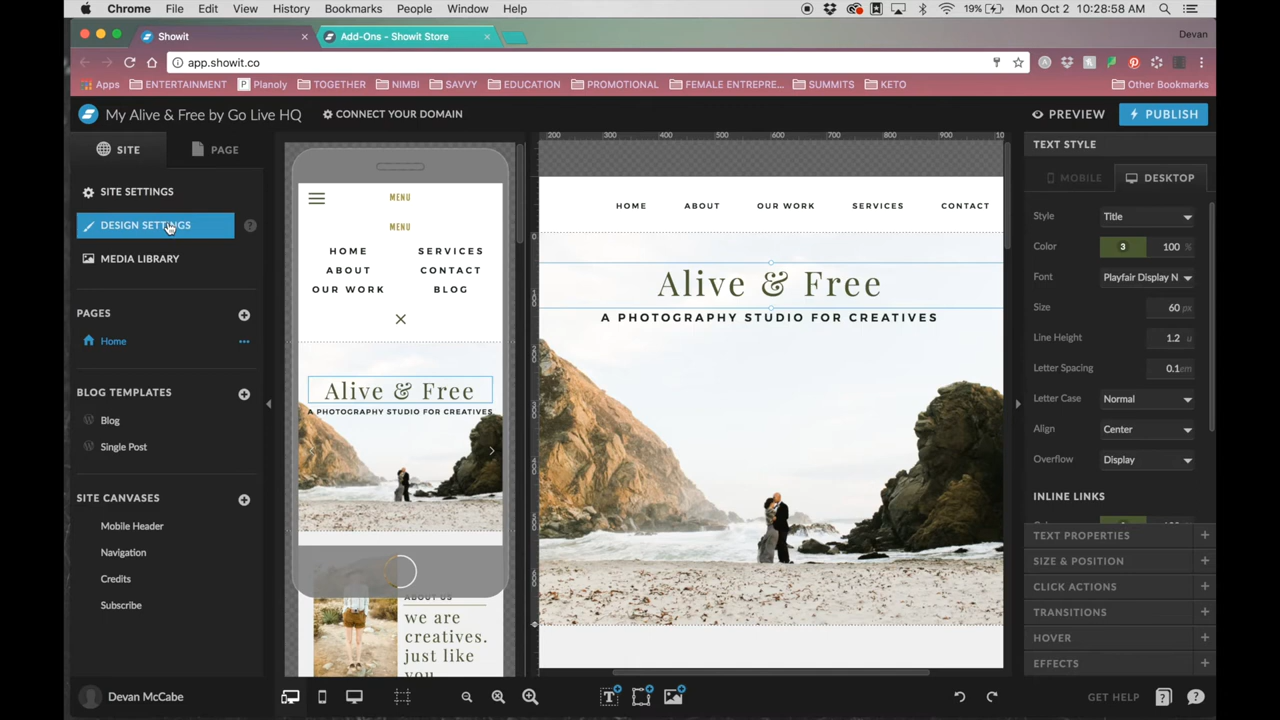 Chrome File Edit View History Bookmarks People Window Help 19% Mon Oct 2 10:28:58 AM
Showit Add-Ons - Showit Store Devan
app.showit.co
Apps ENTERTAINMENT Planoly TOGETHER NIMBI SAVVY EDUCATION PROMOTIONAL FEMALE ENTREPRE... SUMMITS KETO Other Bookmarks
My Alive & Free by Go Live HQ CONNECT YOUR DOMAIN PREVIEW PUBLISH
SITE PAGE
SITE SETTINGS
DESIGN SETTINGS ?
MEDIA LIBRARY
PAGES
Home
BLOG TEMPLATES
Blog
Single Post
SITE CANVASES
Mobile Header
Navigation
Credits
Subscribe
Devan McCabe
MENU
MENU
HOME SERVICES
ABOUT CONTACT
OUR WORK BLOG
Alive & Free
A PHOTOGRAPHY STUDIO FOR CREATIVES
ABOUT US
we are
creatives.
just like
you
200 300 400 500 600 700 800 900 10
HOME ABOUT OUR WORK SERVICES CONTACT
Alive & Free
A PHOTOGRAPHY STUDIO FOR CREATIVES
TEXT STYLE
MOBILE DESKTOP
Style Title
Color 3 100 %
Font Playfair Display N
Size 60 px
Line Height 1.2 u
Letter Spacing 0.1em
Letter Case Normal
Align Center
Overflow Display
INLINE LINKS
TEXT PROPERTIES
SIZE & POSITION
CLICK ACTIONS
TRANSITIONS
HOVER
EFFECTS
GET HELP